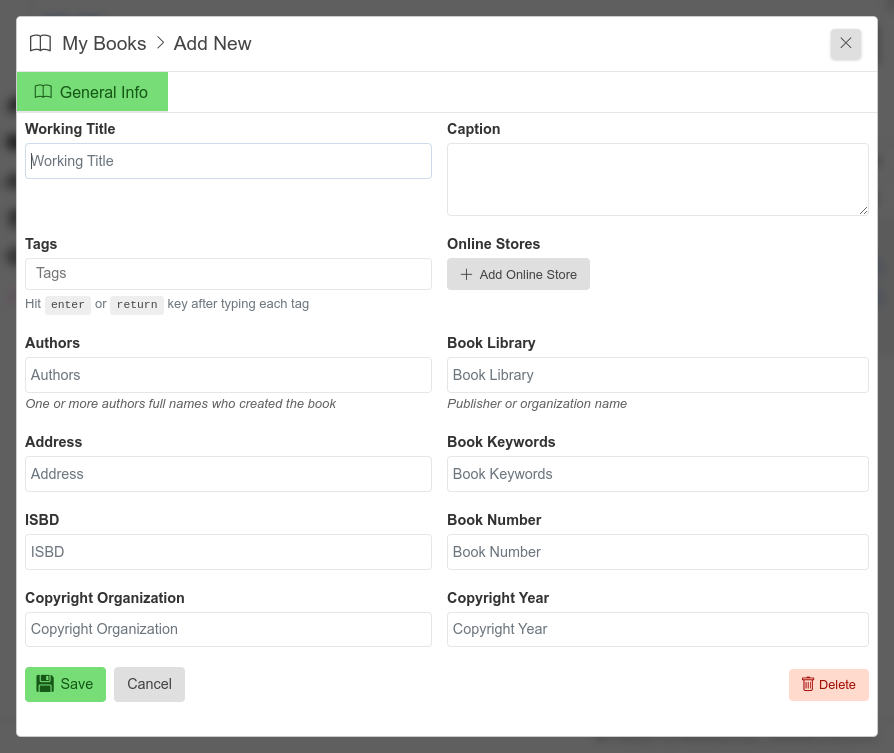 My Books > Add New
General Info
Working Title
Working Title
Caption
Tags
Tags
Hit enter or return key after typing each tag
Online Stores
+ Add Online Store
Authors
Authors
One or more authors full names who created the book
Book Library
Book Library
Publisher or organization name
Address
Address
Book Keywords
Book Keywords
ISBD
ISBD
Book Number
Book Number
Copyright Organization
Copyright Organization
Copyright Year
Copyright Year
Save
Cancel
Delete